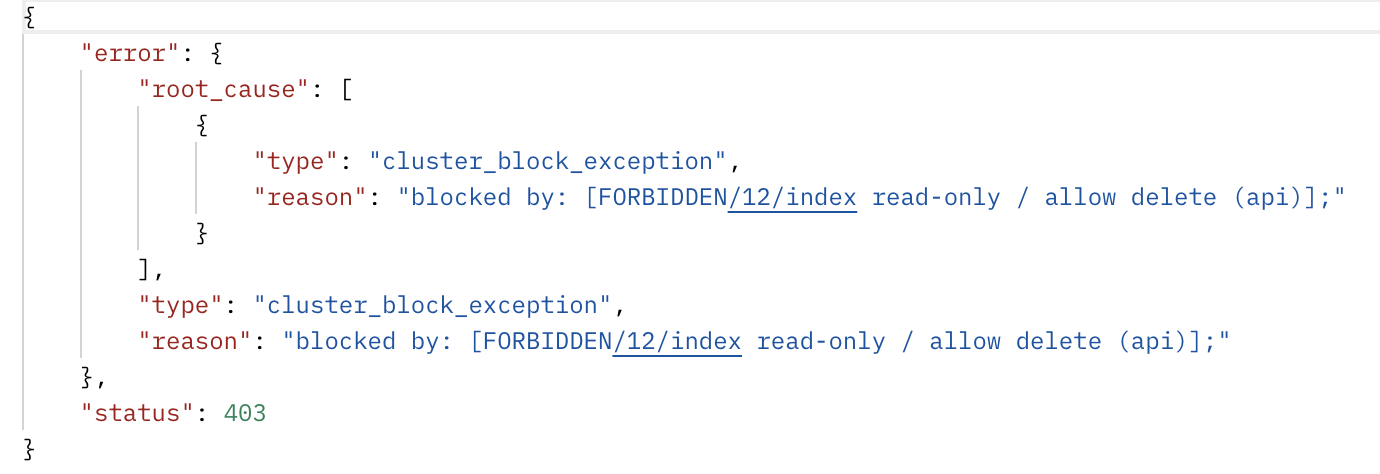 {
    "error": {
        "root_cause": [
            {
                "type": "cluster_block_exception",
                "reason": "blocked by: [FORBIDDEN/12/index read-only / allow delete (api)];"
            }
        ],
        "type": "cluster_block_exception",
        "reason": "blocked by: [FORBIDDEN/12/index read-only / allow delete (api)];"
    },
    "status": 403
}